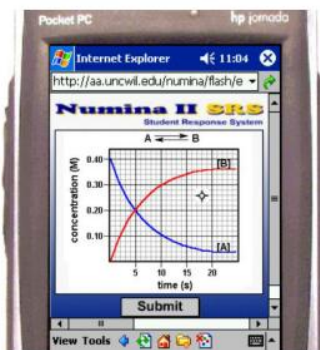 Pocket PC hp jornada
Internet Explorer 11:04
http://aa.uncwil.edu/numina/flash/e
Numina II SRS
Student Response System
A B
concentration (M)
0.40
0.30
0.20
0.10
[B]
[A]
5 10 15 20
time (s)
Submit
View Tools